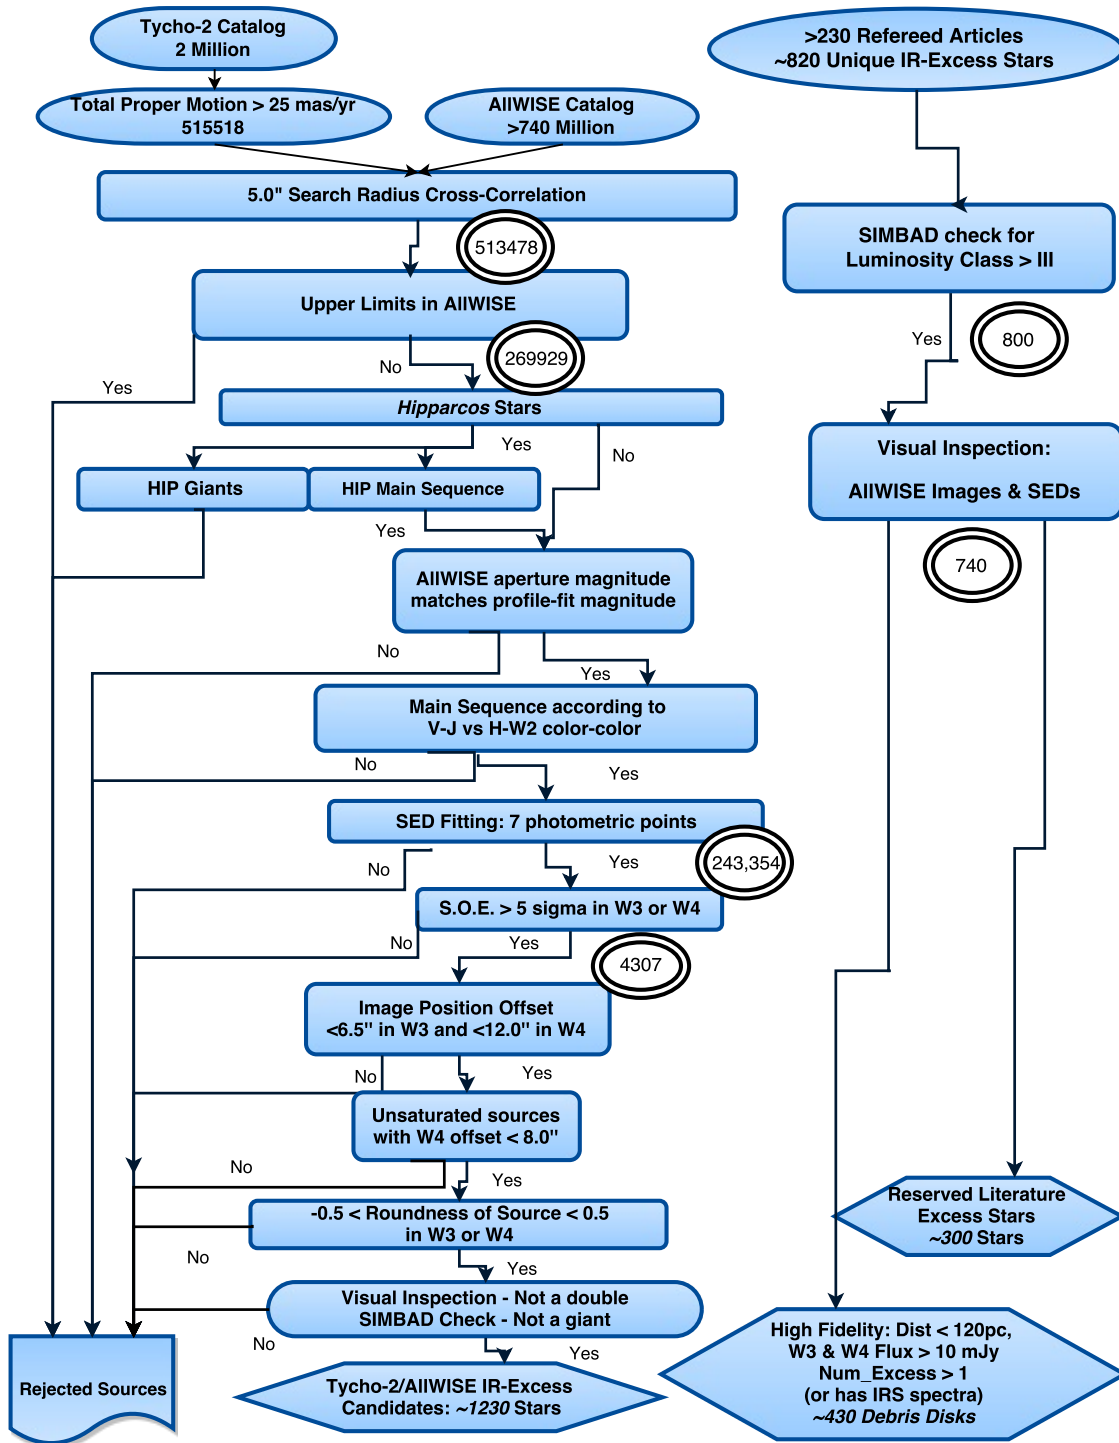 Tycho-2 Catalog
2 Million
>230 Refereed Articles
~820 Unique IR-Excess Stars
Total Proper Motion > 25 mas/yr
515518
AllWISE Catalog
>740 Million
5.0" Search Radius Cross-Correlation
513478
SIMBAD check for
Luminosity Class > III
Upper Limits in AllWISE
Yes
800
269929
No
Yes
Hipparcos Stars
Yes
No
Visual Inspection:
AllWISE Images & SEDs
HIP Giants
HIP Main Sequence
Yes
740
AllWISE aperture magnitude
matches profile-fit magnitude
No
Yes
Main Sequence according to
V-J vs H-W2 color-color
No
Yes
SED Fitting: 7 photometric points
243,354
No
Yes
S.O.E. > 5 sigma in W3 or W4
No
Yes
4307
Image Position Offset
<6.5" in W3 and <12.0" in W4
No
Yes
Unsaturated sources
with W4 offset < 8.0"
No
Yes
Reserved Literature
Excess Stars
~300 Stars
-0.5 < Roundness of Source < 0.5
in W3 or W4
No
Yes
Visual Inspection - Not a double
SIMBAD Check - Not a giant
No
Yes
High Fidelity: Dist < 120pc,
W3 & W4 Flux > 10 mJy
Num_Excess > 1
(or has IRS spectra)
~430 Debris Disks
Rejected Sources
Tycho-2/AllWISE IR-Excess
Candidates: ~1230 Stars